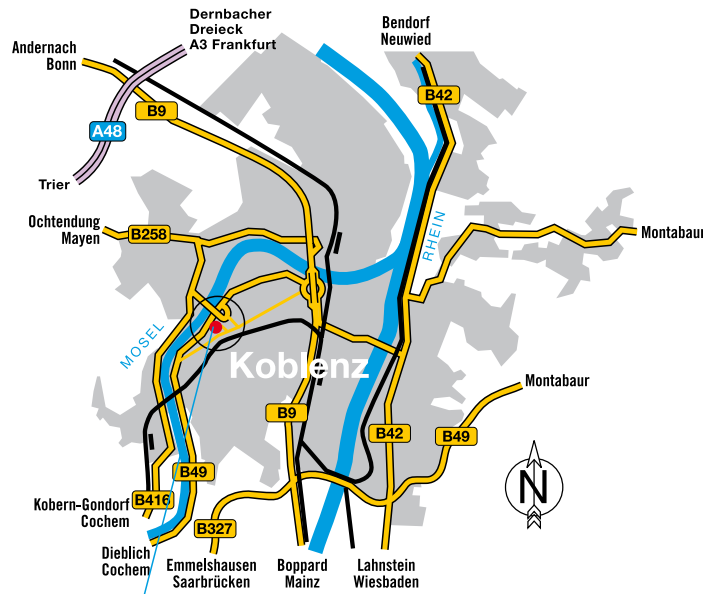 Dernbacher
Dreieck
A3 Frankfurt
Andernach
Bonn
Bendorf
Neuwied
B42
B9
A48
Trier
Ochtendung
Mayen
B258
RHEIN
Montabaur
MOSEL
Koblenz
Montabaur
B9
B42
B49
B49
B416
Kobern-Gondorf
Cochem
B327
N
Dieblich
Cochem
Emmelshausen
Saarbrücken
Boppard
Mainz
Lahnstein
Wiesbaden